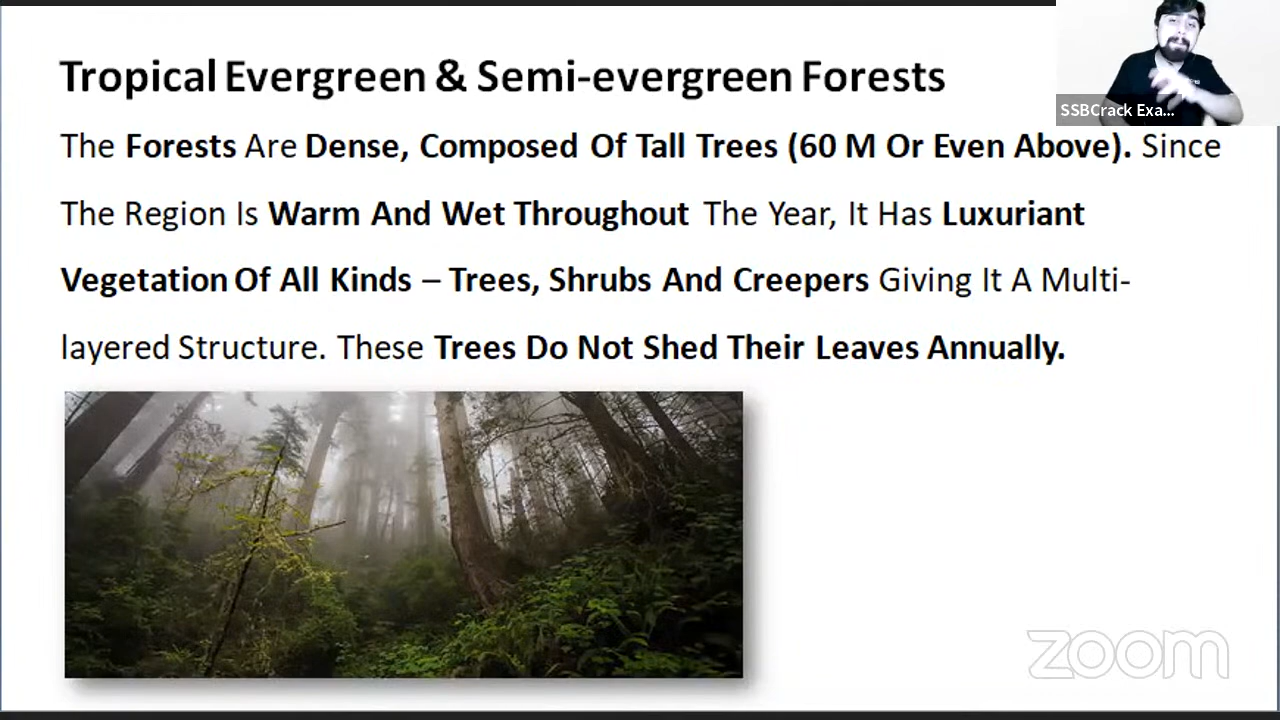 Tropical Evergreen & Semi-evergreen Forests
SSBCrack Exa...
The Forests Are Dense, Composed Of Tall Trees (60 M Or Even Above). Since
The Region Is Warm And Wet Throughout The Year, It Has Luxuriant
Vegetation Of All Kinds – Trees, Shrubs And Creepers Giving It A Multi-
layered Structure. These Trees Do Not Shed Their Leaves Annually.
zoom